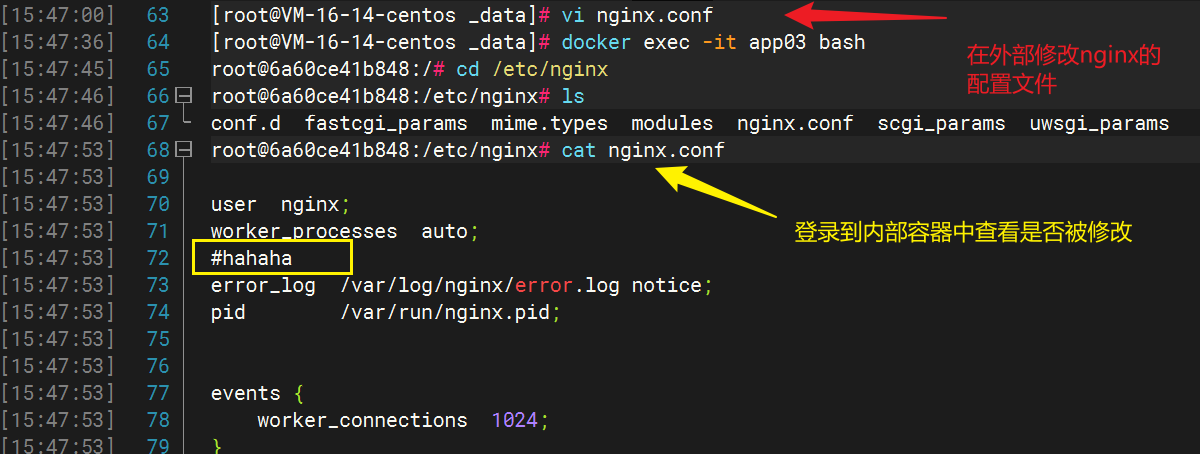 [15:47:00] 63 [root@VM-16-14-centos _data]# vi nginx.conf
[15:47:36] 64 [root@VM-16-14-centos _data]# docker exec -it app03 bash
在外部修改nginx的
配置文件
[15:47:45] 65 root@6a60ce41b848:/# cd /etc/nginx
[15:47:46] 66 root@6a60ce41b848:/etc/nginx# ls
[15:47:46] 67 conf.d  fastcgi_params  mime.types  modules  nginx.conf  scgi_params  uwsgi_params
[15:47:53] 68 root@6a60ce41b848:/etc/nginx# cat nginx.conf
[15:47:53] 69
[15:47:53] 70 user  nginx;
[15:47:53] 71 worker_processes  auto;
登录到内部容器中查看是否被修改
[15:47:53] 72 #hahaha
[15:47:53] 73 error_log  /var/log/nginx/error.log notice;
[15:47:53] 74 pid        /var/run/nginx.pid;
[15:47:53] 75
[15:47:53] 76
[15:47:53] 77 events {
[15:47:53] 78     worker_connections  1024;
[15:47:53] 79 }